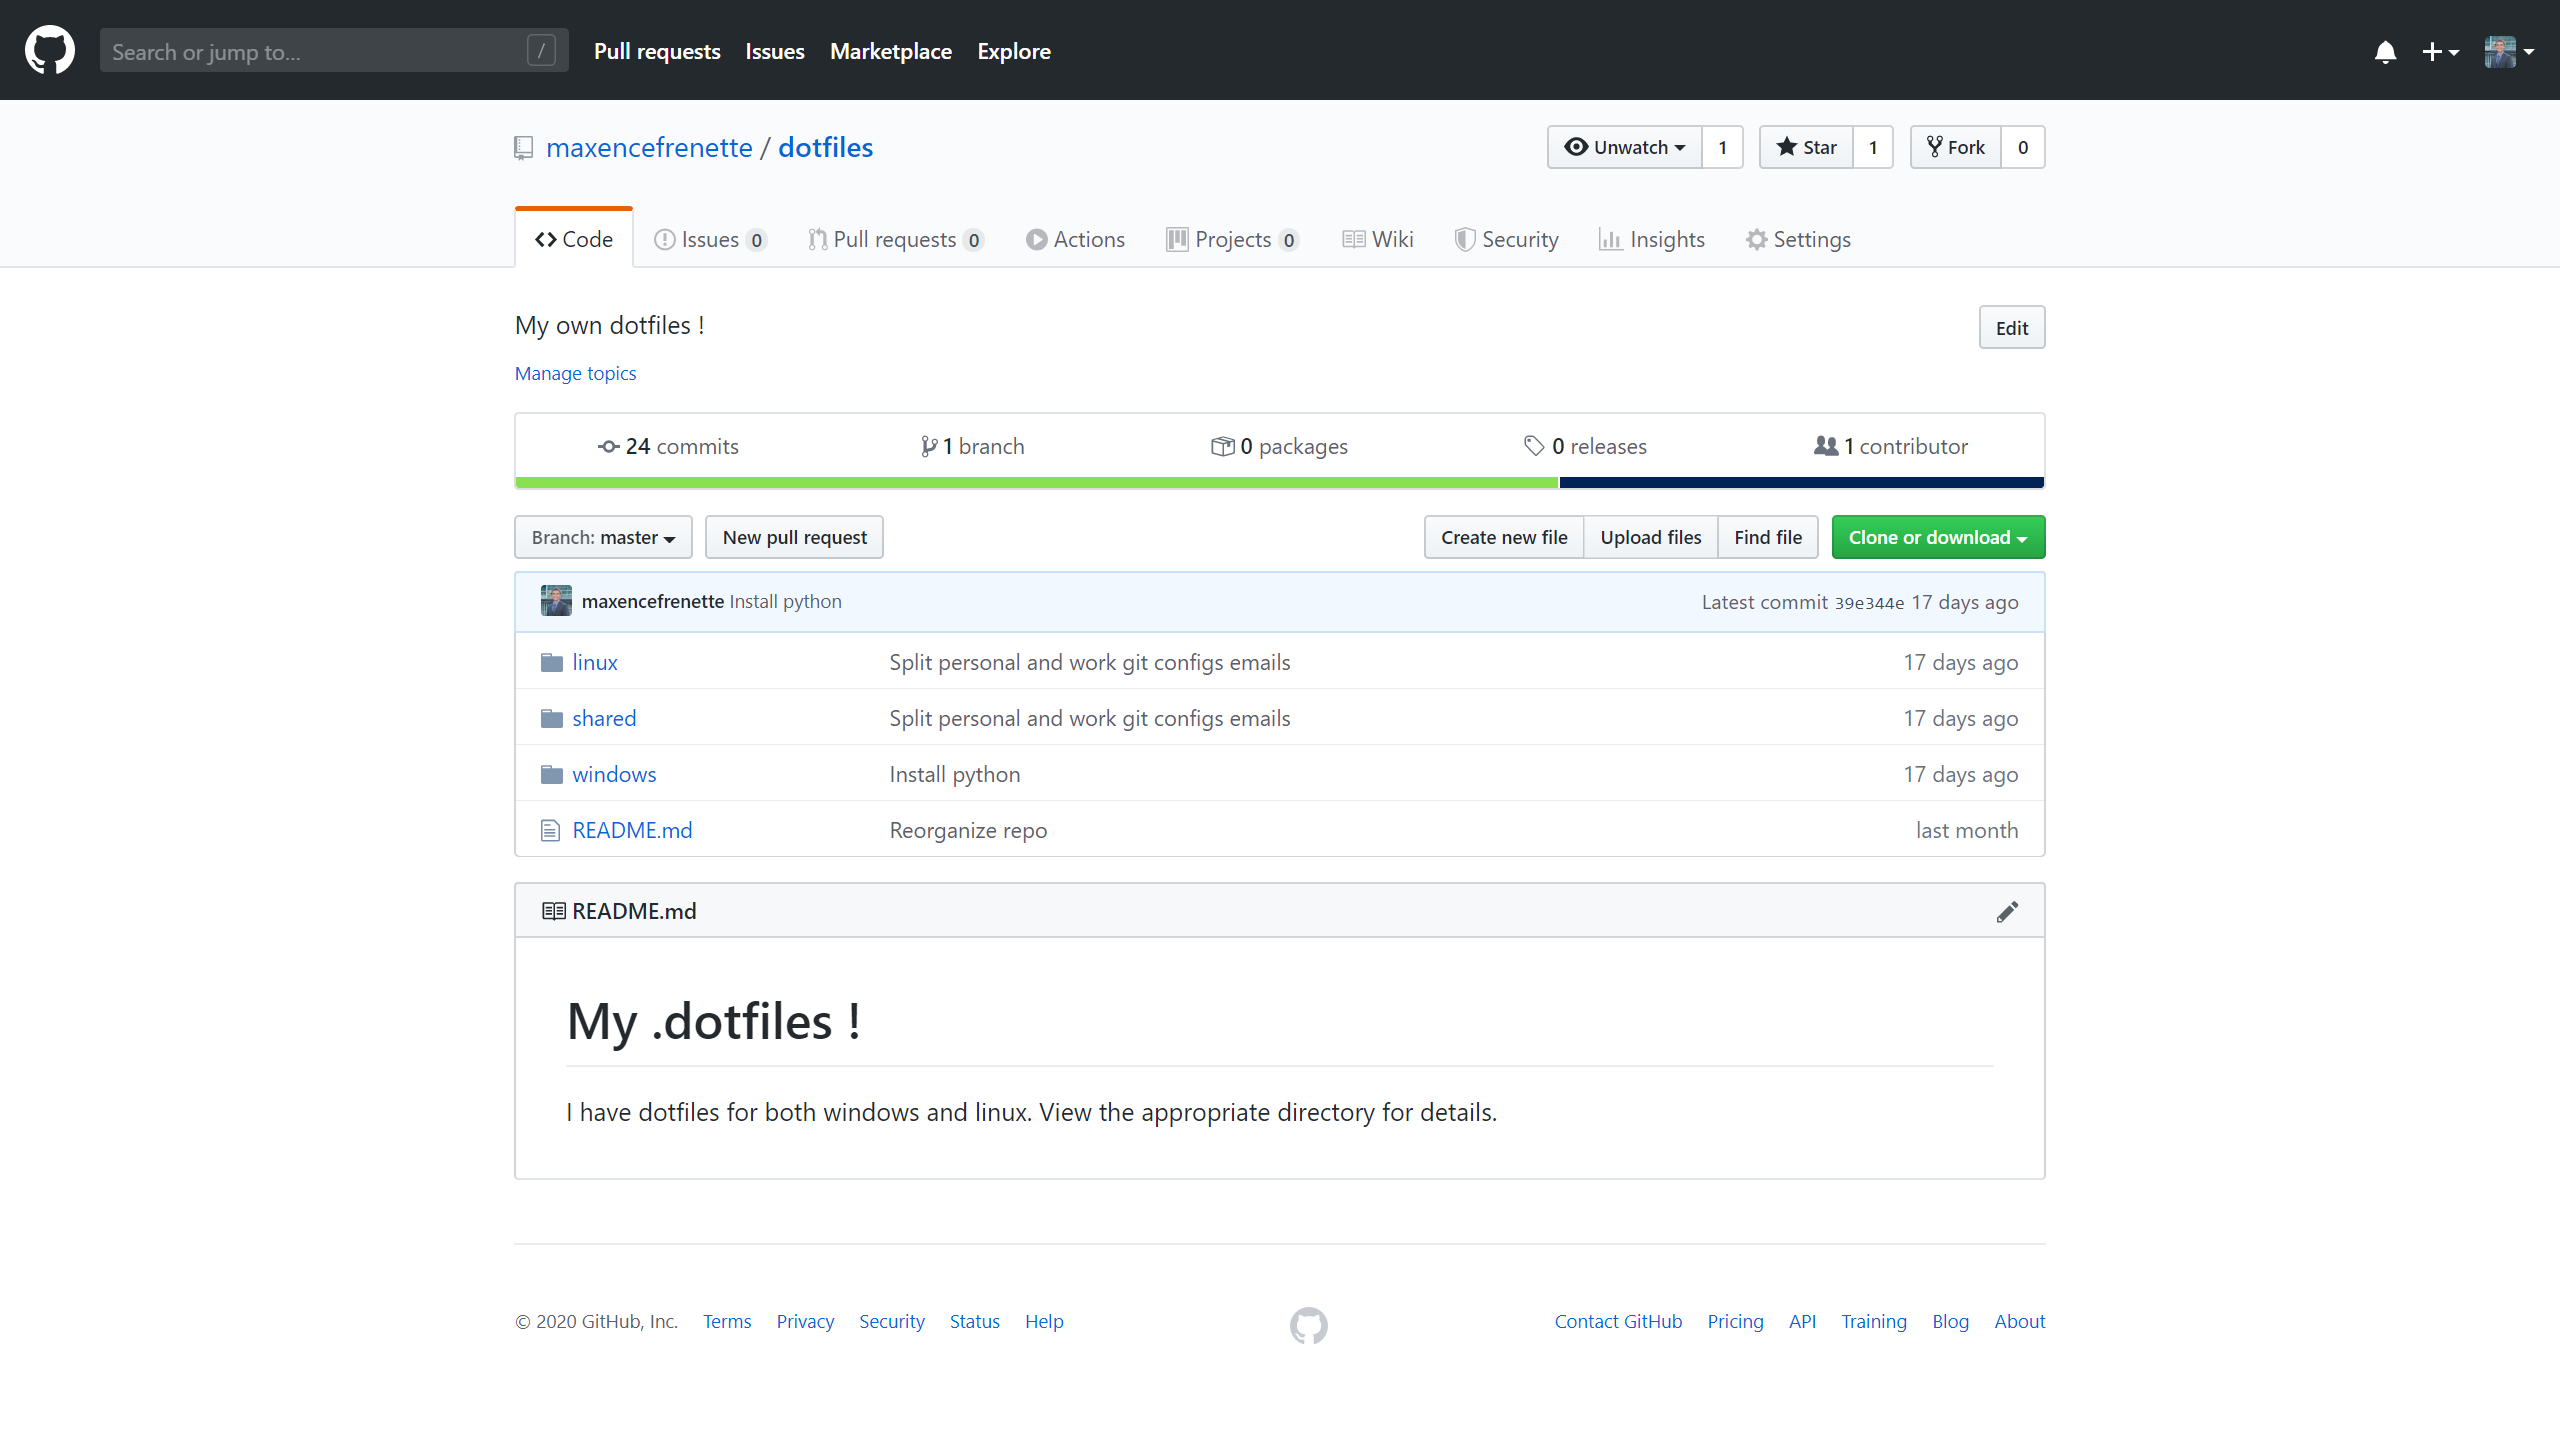 Search or jump to... /
Pull requests Issues Marketplace Explore
maxencefrenette / dotfiles
Unwatch 1 Star 1 Fork 0
Code Issues 0 Pull requests 0 Actions Projects 0 Wiki Security Insights Settings
My own dotfiles !
Edit
Manage topics
24 commits 1 branch 0 packages 0 releases 1 contributor
Branch: master New pull request Create new file Upload files Find file Clone or download
maxencefrenette Install python Latest commit 39e344e 17 days ago
linux Split personal and work git configs emails 17 days ago
shared Split personal and work git configs emails 17 days ago
windows Install python 17 days ago
README.md Reorganize repo last month
README.md
My .dotfiles !
I have dotfiles for both windows and linux. View the appropriate directory for details.
© 2020 GitHub, Inc. Terms Privacy Security Status Help Contact GitHub Pricing API Training Blog About